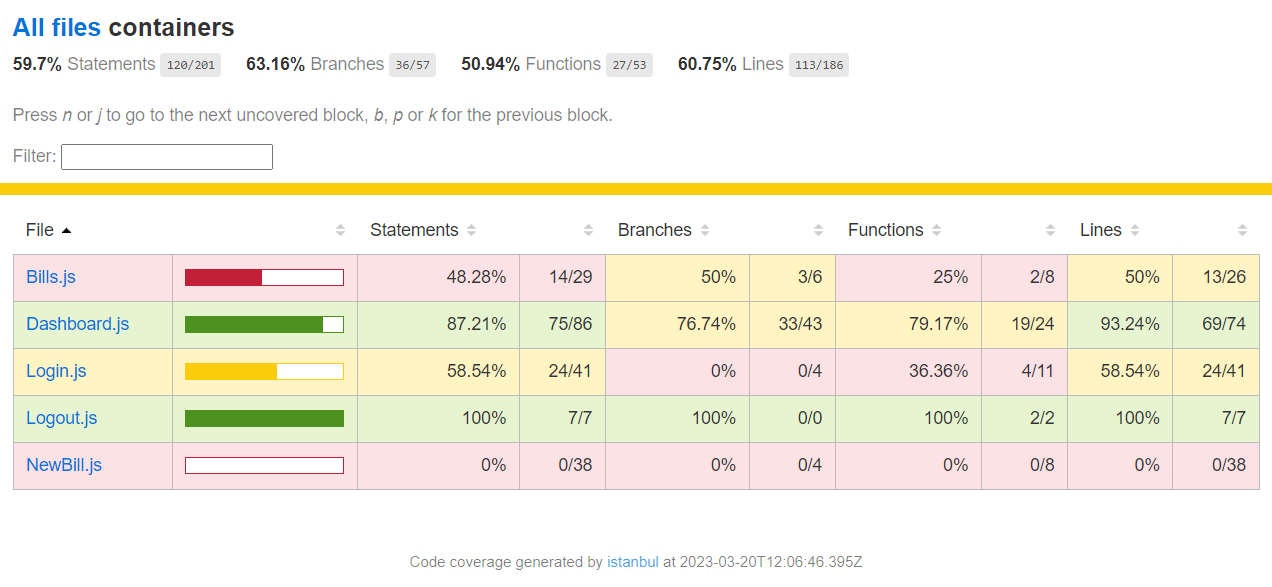 All files containers
59.7% Statements 120/201 63.16% Branches 36/57 50.94% Functions 27/53 60.75% Lines 113/186
Press n or j to go to the next uncovered block, b, p or k for the previous block.
Filter:
File Statements Branches Functions Lines
Bills.js 48.28% 14/29 50% 3/6 25% 2/8 50% 13/26
Dashboard.js 87.21% 75/86 76.74% 33/43 79.17% 19/24 93.24% 69/74
Login.js 58.54% 24/41 0% 0/4 36.36% 4/11 58.54% 24/41
Logout.js 100% 7/7 100% 0/0 100% 2/2 100% 7/7
NewBill.js 0% 0/38 0% 0/4 0% 0/8 0% 0/38
Code coverage generated by istanbul at 2023-03-20T12:06:46.395Z